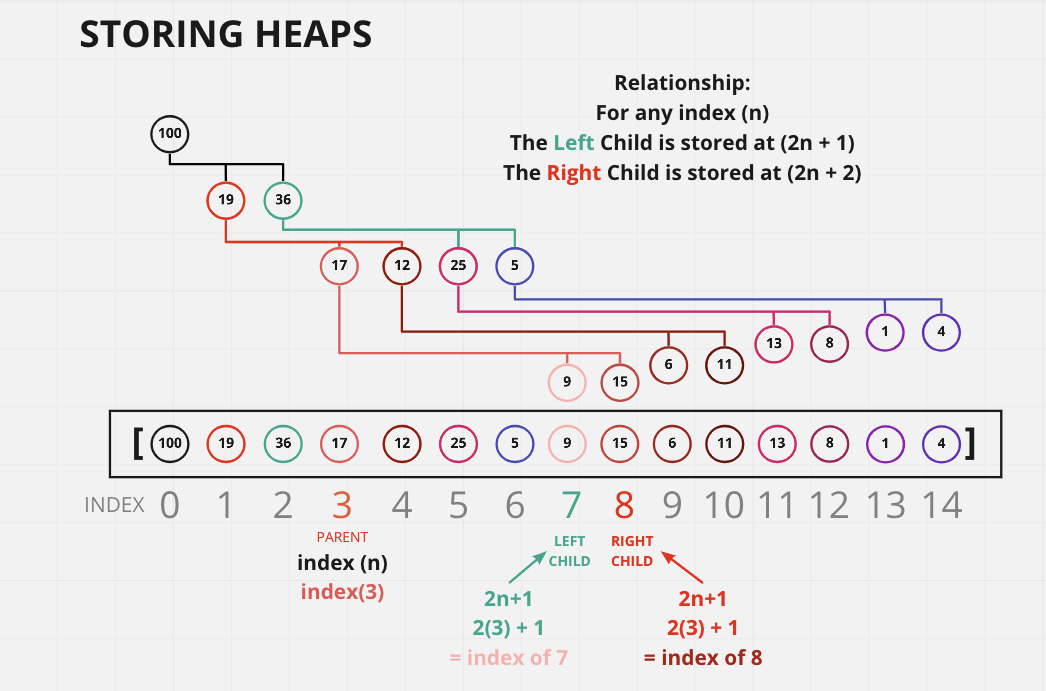 STORING HEAPS
Relationship:
For any index (n)
The Left Child is stored at (2n + 1)
The Right Child is stored at (2n + 2)
100
19 36
17 12 25 5
1 4
13 8
6 11
9 15
[ 100 19 36 17 12 25 5 9 15 6 11 13 8 1 4 ]
INDEX 0 1 2 3 4 5 6 7 8 9 10 11 12 13 14
PARENT
index (n)
index(3)
LEFT
CHILD
2n+1
2(3) + 1
= index of 7
RIGHT
CHILD
2n+1
2(3) + 1
= index of 8